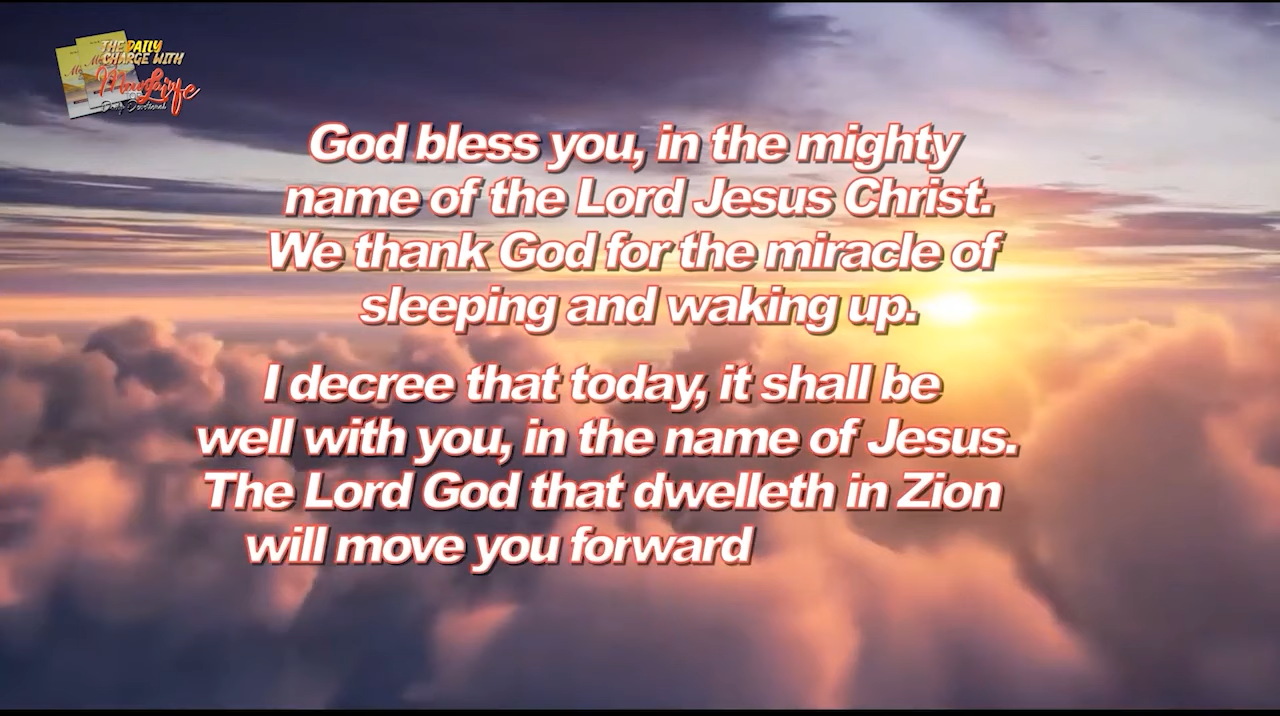 THE DAILY
CHARGE WITH
Daily Devotional
God bless you, in the mighty
name of the Lord Jesus Christ.
We thank God for the miracle of
sleeping and waking up.
I decree that today, it shall be
well with you, in the name of Jesus.
The Lord God that dwelleth in Zion
will move you forward